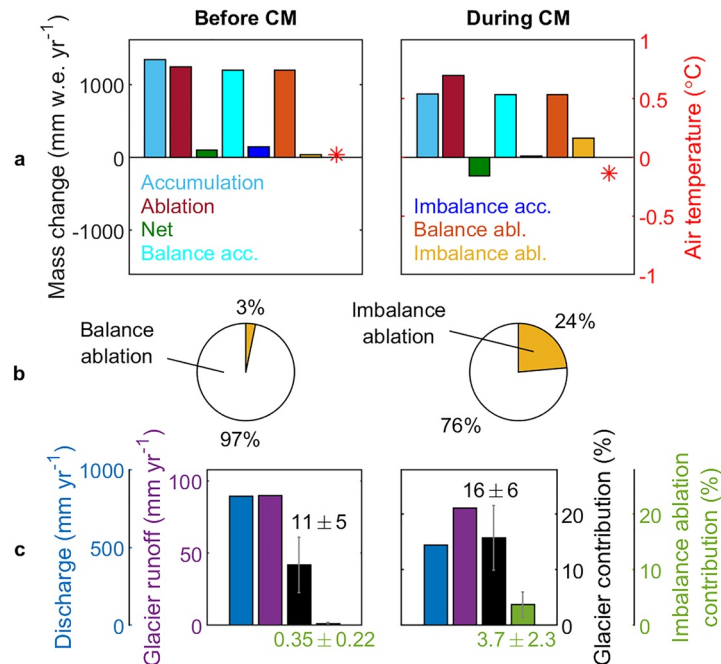 Before CM
During CM
a
Mass change (mm w.e. yr⁻¹)
1000
0
-1000
Accumulation
Ablation
Net
Balance acc.
Imbalance acc.
Balance abl.
Imbalance abl.
1
0.5
0
-0.5
-1
Air temperature (°C)
b
Balance
ablation
3%
97%
Imbalance
ablation
24%
76%
c
Discharge (mm yr⁻¹)
1000
500
0
Glacier runoff (mm yr⁻¹)
100
50
0
11 ± 5
0.35 ± 0.22
16 ± 6
3.7 ± 2.3
20
10
0
Glacier contribution (%)
20
10
0
Imbalance ablation
contribution (%)